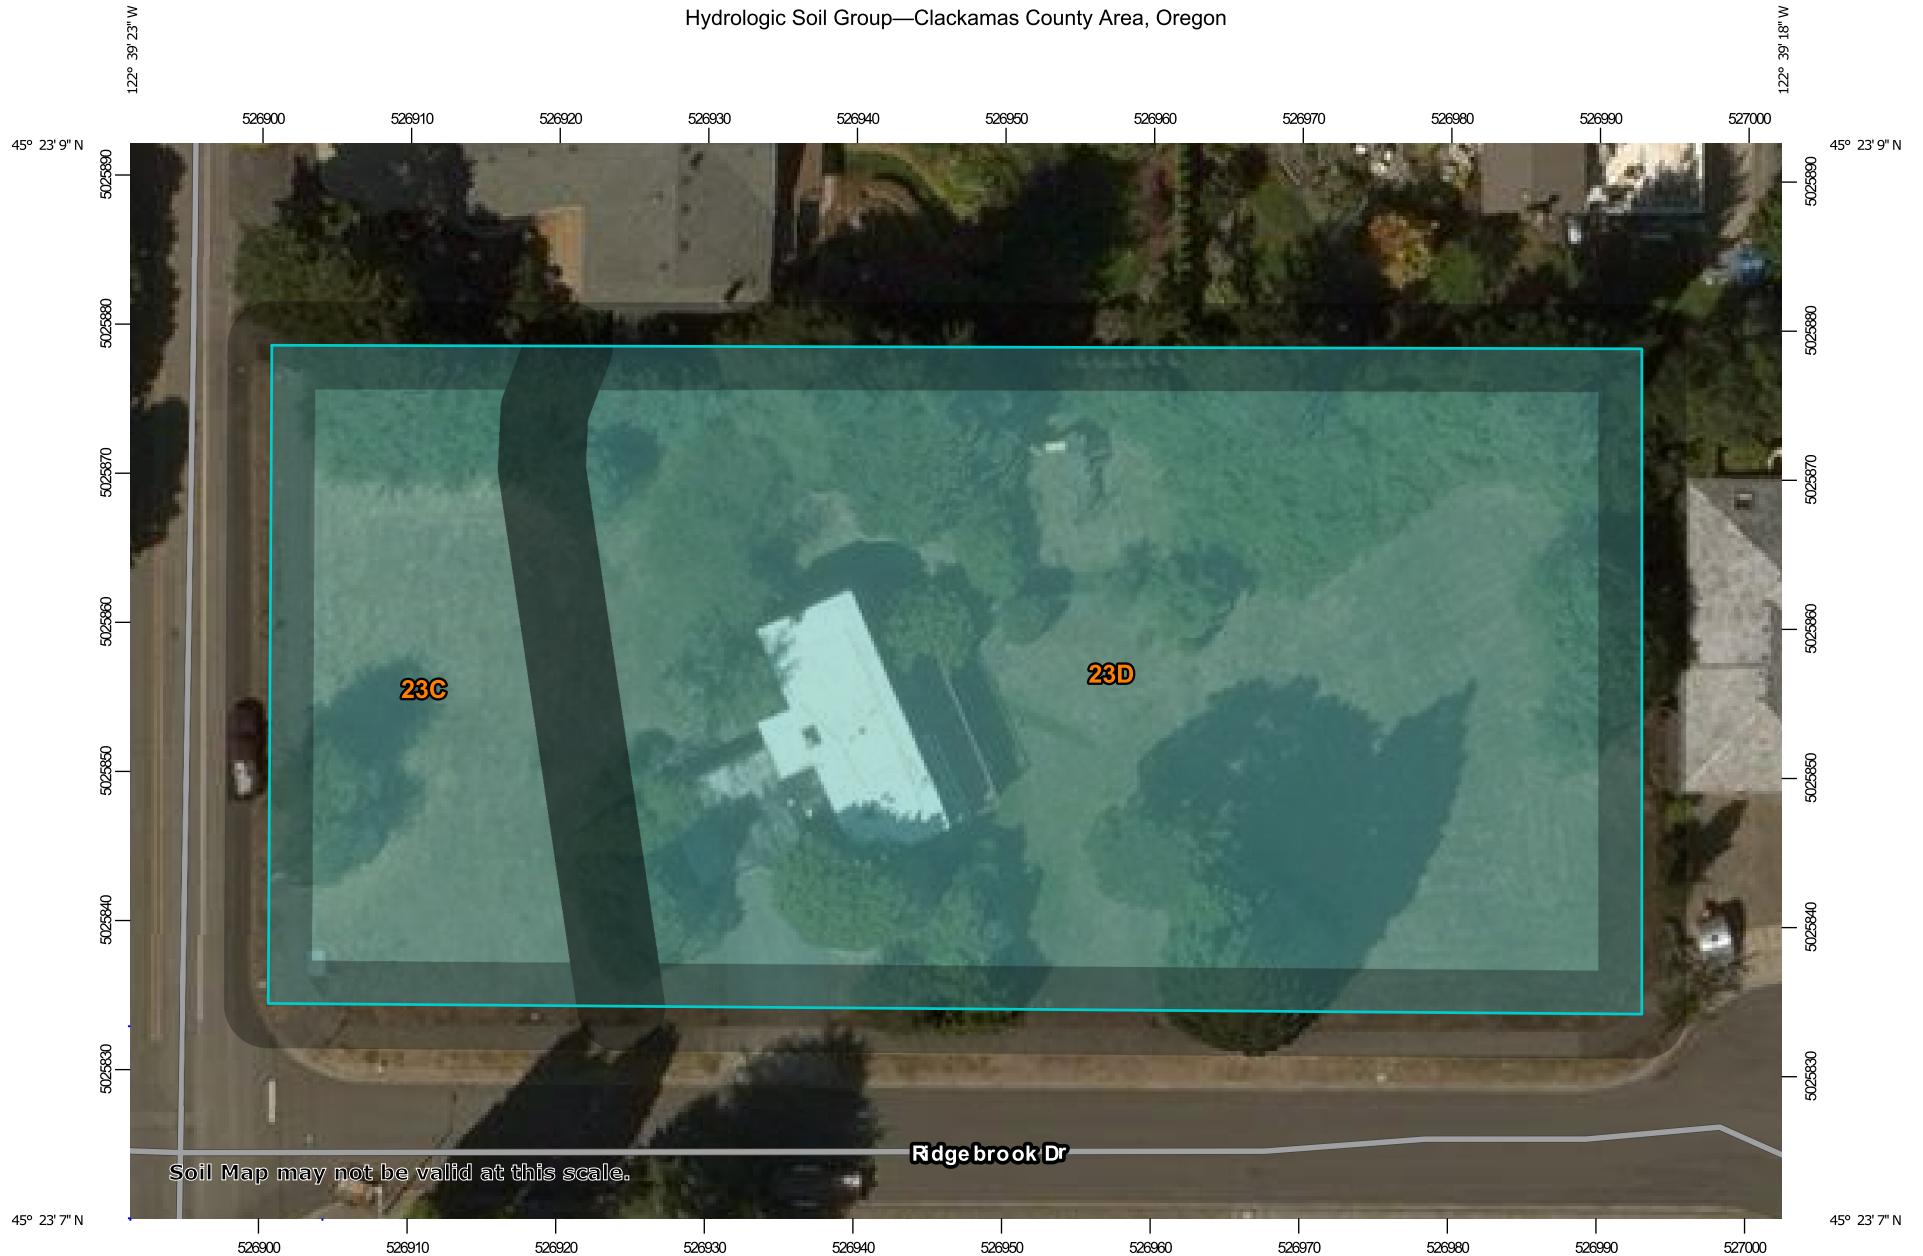 Hydrologic Soil Group—Clackamas County Area, Oregon
122° 39' 23'' W
122° 39' 18'' W
526900 526910 526920 526930 526940 526950 526960 526970 526980 526990 527000
45° 23' 9'' N
45° 23' 9'' N
5025890
5025890
5025880
5025880
5025870
5025870
5025860
5025860
23C
23D
5025850
5025850
5025840
5025840
5025830
5025830
Ridgebrook Dr
Soil Map may not be valid at this scale.
45° 23' 7'' N
45° 23' 7'' N
526900 526910 526920 526930 526940 526950 526960 526970 526980 526990 527000